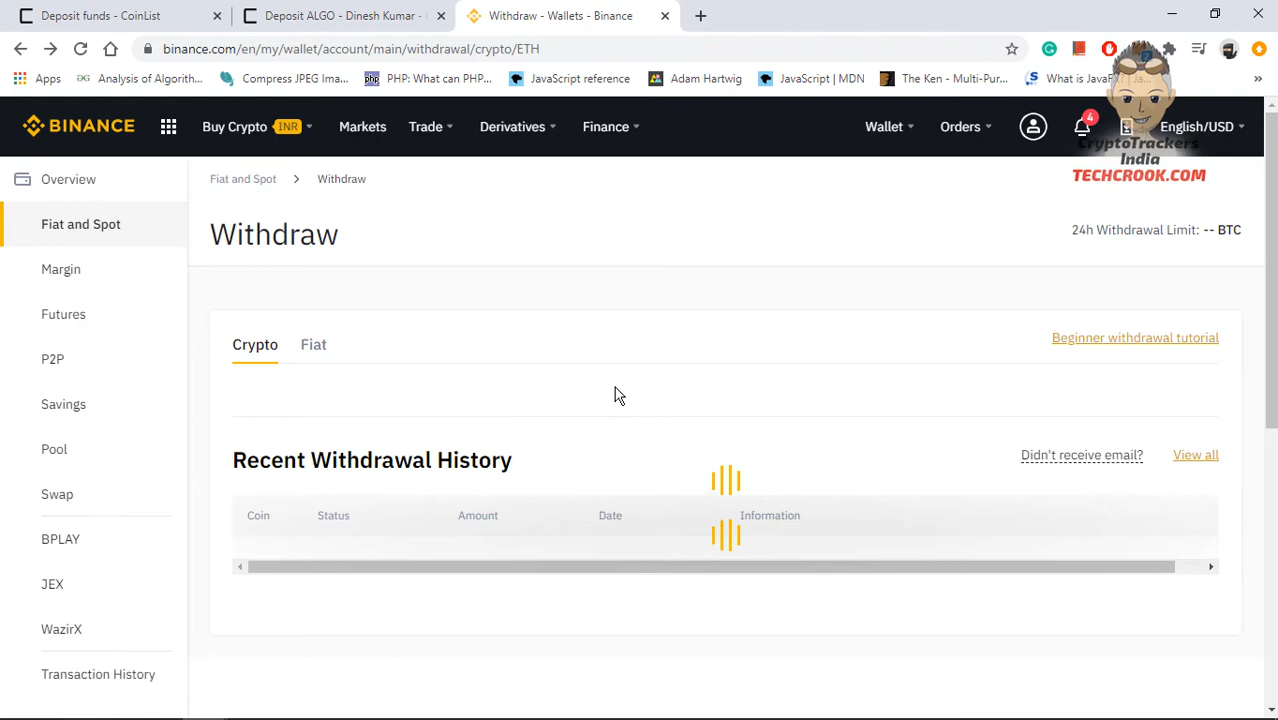 Deposit funds - CoinList
Deposit ALGO - Dinesh Kumar -
Withdraw - Wallets - Binance
binance.com/en/my/wallet/account/main/withdrawal/crypto/ETH
Apps
Analysis of Algorith...
Compress JPEG Ima...
PHP: What can PHP...
JavaScript reference
Adam Hartwig
JavaScript | MDN
The Ken - Multi-Pur...
What is JavaF
BINANCE
Buy Crypto INR
Markets
Trade
Derivatives
Finance
Wallet
Orders
4
English/USD
CryptoTrackers
India
TECHCROOK.COM
Overview
Fiat and Spot
Margin
Futures
P2P
Savings
Pool
Swap
BPLAY
JEX
WazirX
Transaction History
Fiat and Spot > Withdraw
Withdraw
24h Withdrawal Limit: -- BTC
Crypto
Fiat
Beginner withdrawal tutorial
Recent Withdrawal History
Didn't receive email?
View all
Coin Status Amount Date Information